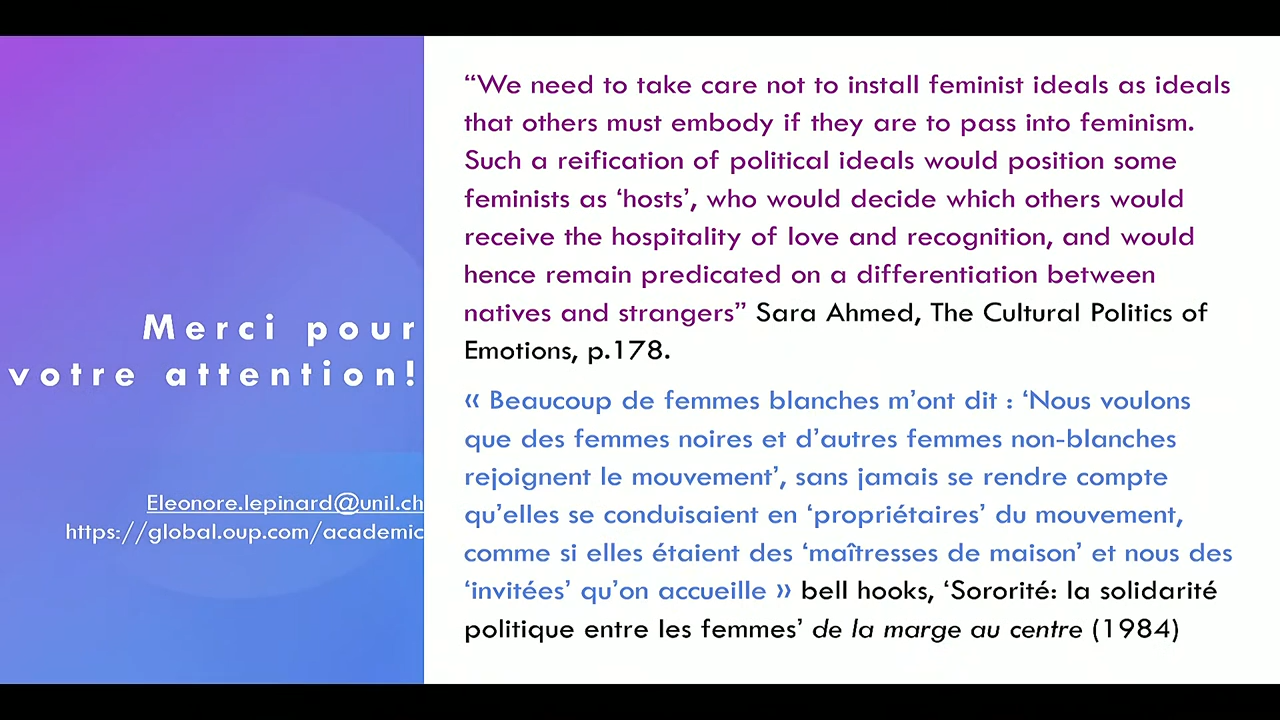 Merci pour
votre attention!
Eleonore.lepinard@unil.ch
https://global.oup.com/academic
“We need to take care not to install feminist ideals as ideals
that others must embody if they are to pass into feminism.
Such a reification of political ideals would position some
feminists as ‘hosts’, who would decide which others would
receive the hospitality of love and recognition, and would
hence remain predicated on a differentiation between
natives and strangers” Sara Ahmed, The Cultural Politics of
Emotions, p.178.
« Beaucoup de femmes blanches m’ont dit : ‘Nous voulons
que des femmes noires et d’autres femmes non-blanches
rejoignent le mouvement’, sans jamais se rendre compte
qu’elles se conduisaient en ‘propriétaires’ du mouvement,
comme si elles étaient des ‘maîtresses de maison’ et nous des
‘invitées’ qu’on accueille » bell hooks, ‘Sororité: la solidarité
politique entre les femmes’ de la marge au centre (1984)